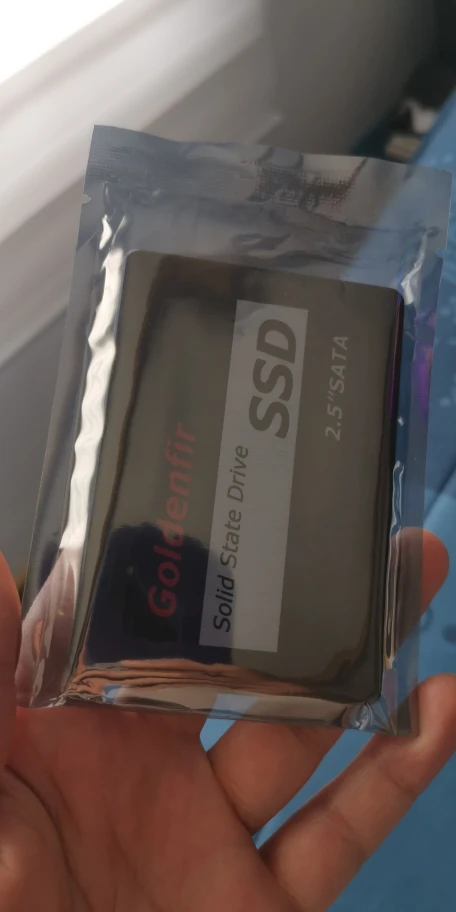 Goldenfir
Solid State Drive SSD
2.5"SATA